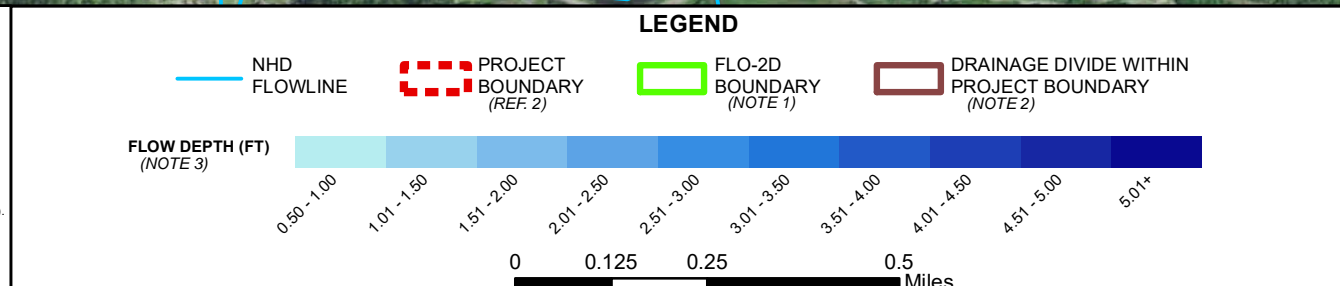 LEGEND
NHD
FLOWLINE
PROJECT
BOUNDARY
(REF. 2)
FLO-2D
BOUNDARY
(NOTE 1)
DRAINAGE DIVIDE WITHIN
PROJECT BOUNDARY
(NOTE 2)
FLOW DEPTH (FT)
(NOTE 3)
0.50 - 1.00
1.01 - 1.50
1.51 - 2.00
2.01 - 2.50
2.51 - 3.00
3.01 - 3.50
3.51 - 4.00
4.01 - 4.50
4.51 - 5.00
5.01+
0 0.125 0.25 0.5
Miles